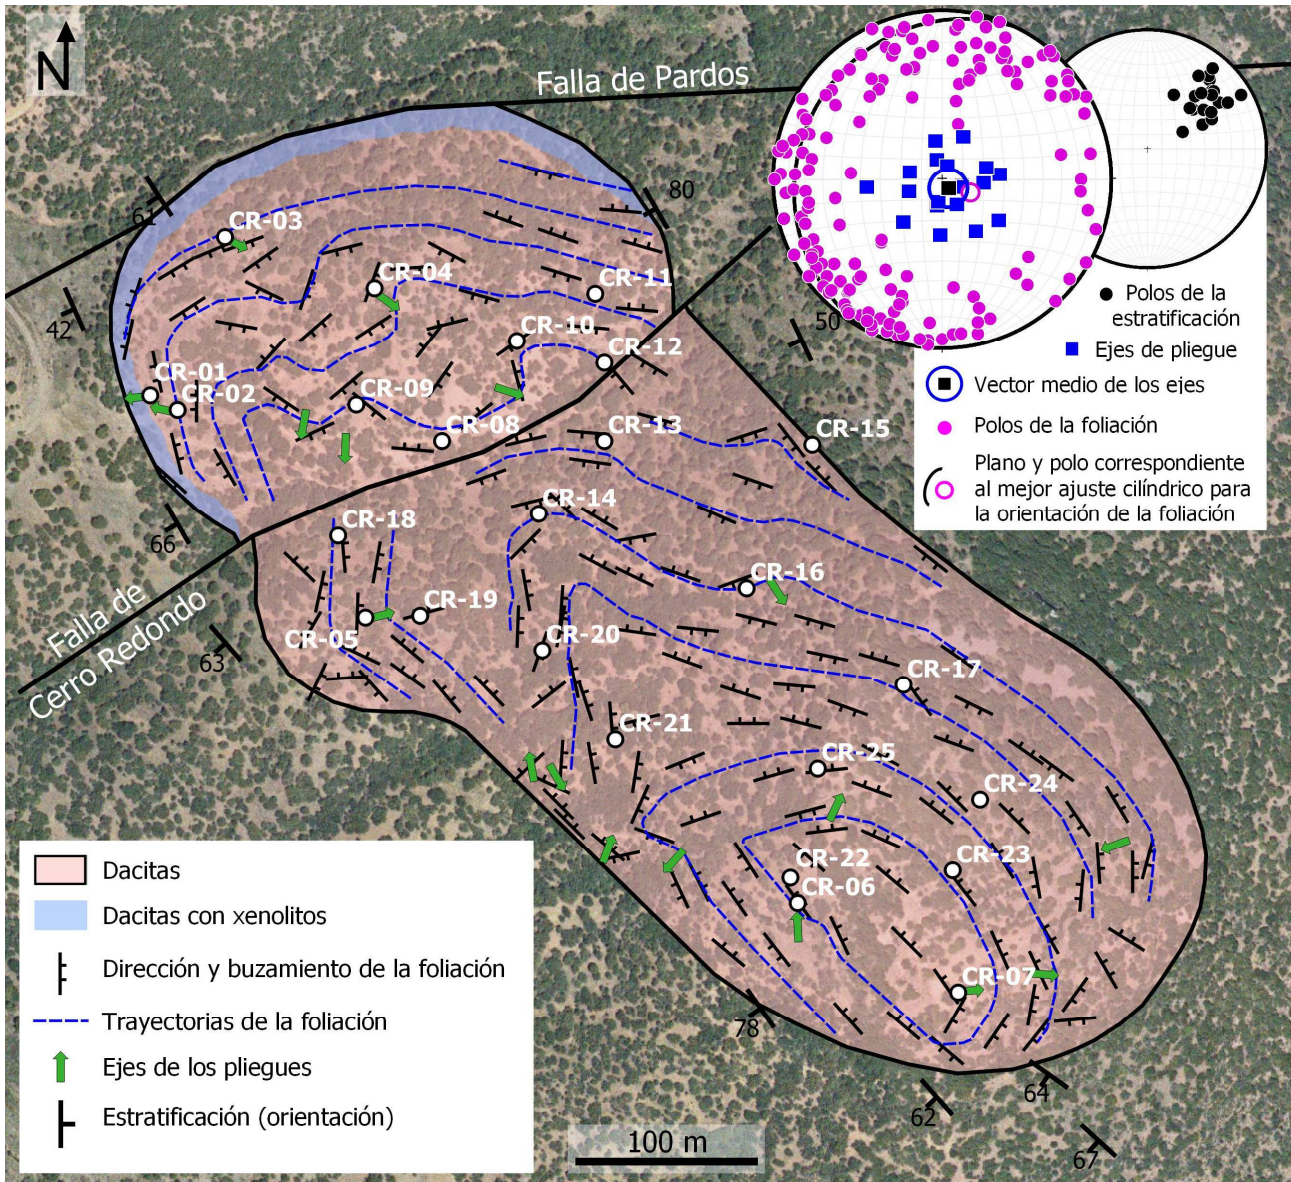 N
Falla de Pardos
80
61
CR-03
CR-04
CR-11
42
50
CR-10
CR-12
CR-01
CR-02
CR-09
CR-08
CR-13
CR-15
66
CR-14
CR-18
CR-16
Falla de
Cerro Redondo
CR-19
CR-05
CR-20
63
CR-17
CR-21
CR-25
CR-24
CR-22
CR-23
CR-06
CR-07
78
64
62
67
Polos de la
estratificación
Ejes de pliegue
Vector medio de los ejes
Polos de la foliación
Plano y polo correspondiente
al mejor ajuste cilíndrico para
la orientación de la foliación
Dacitas
Dacitas con xenolitos
Dirección y buzamiento de la foliación
Trayectorias de la foliación
Ejes de los pliegues
Estratificación (orientación)
100 m